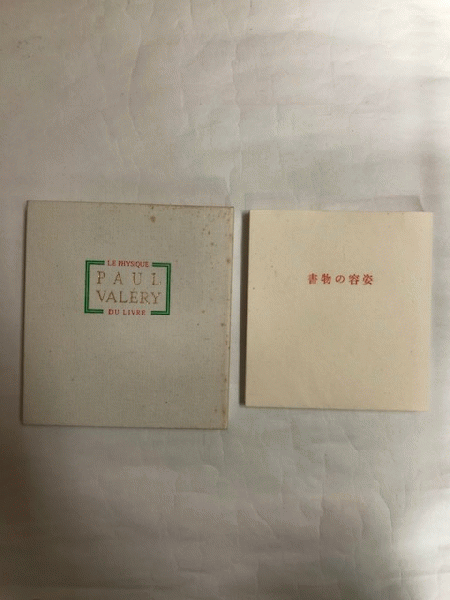 LE PHYSIQUE
PAUL
VALERY
DU LIVRE
書物の容姿